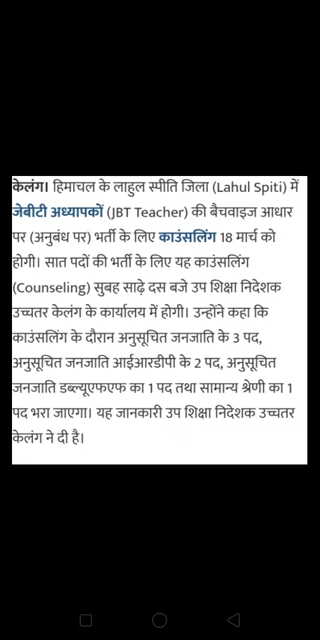 केलंग। हिमाचल के लाहुल स्पीति जिला (Lahul Spiti) में
जेबीटी अध्यापकों (JBT Teacher) की बैचवाइज आधार
पर (अनुबंध पर) भर्ती के लिए काउंसलिंग 18 मार्च को
होगी। सात पदों की भर्ती के लिए यह काउंसलिंग
(Counseling) सुबह साढ़े दस बजे उप शिक्षा निदेशक
उच्चतर केलंग के कार्यालय में होगी। उन्होंने कहा कि
काउंसलिंग के दौरान अनुसूचित जनजाति के 3 पद,
अनुसूचित जनजाति आईआरडीपी के 2 पद, अनुसूचित
जनजाति डब्ल्यूएफएफ का 1 पद तथा सामान्य श्रेणी का 1
पद भरा जाएगा। यह जानकारी उप शिक्षा निदेशक उच्चतर
केलंग ने दी है।